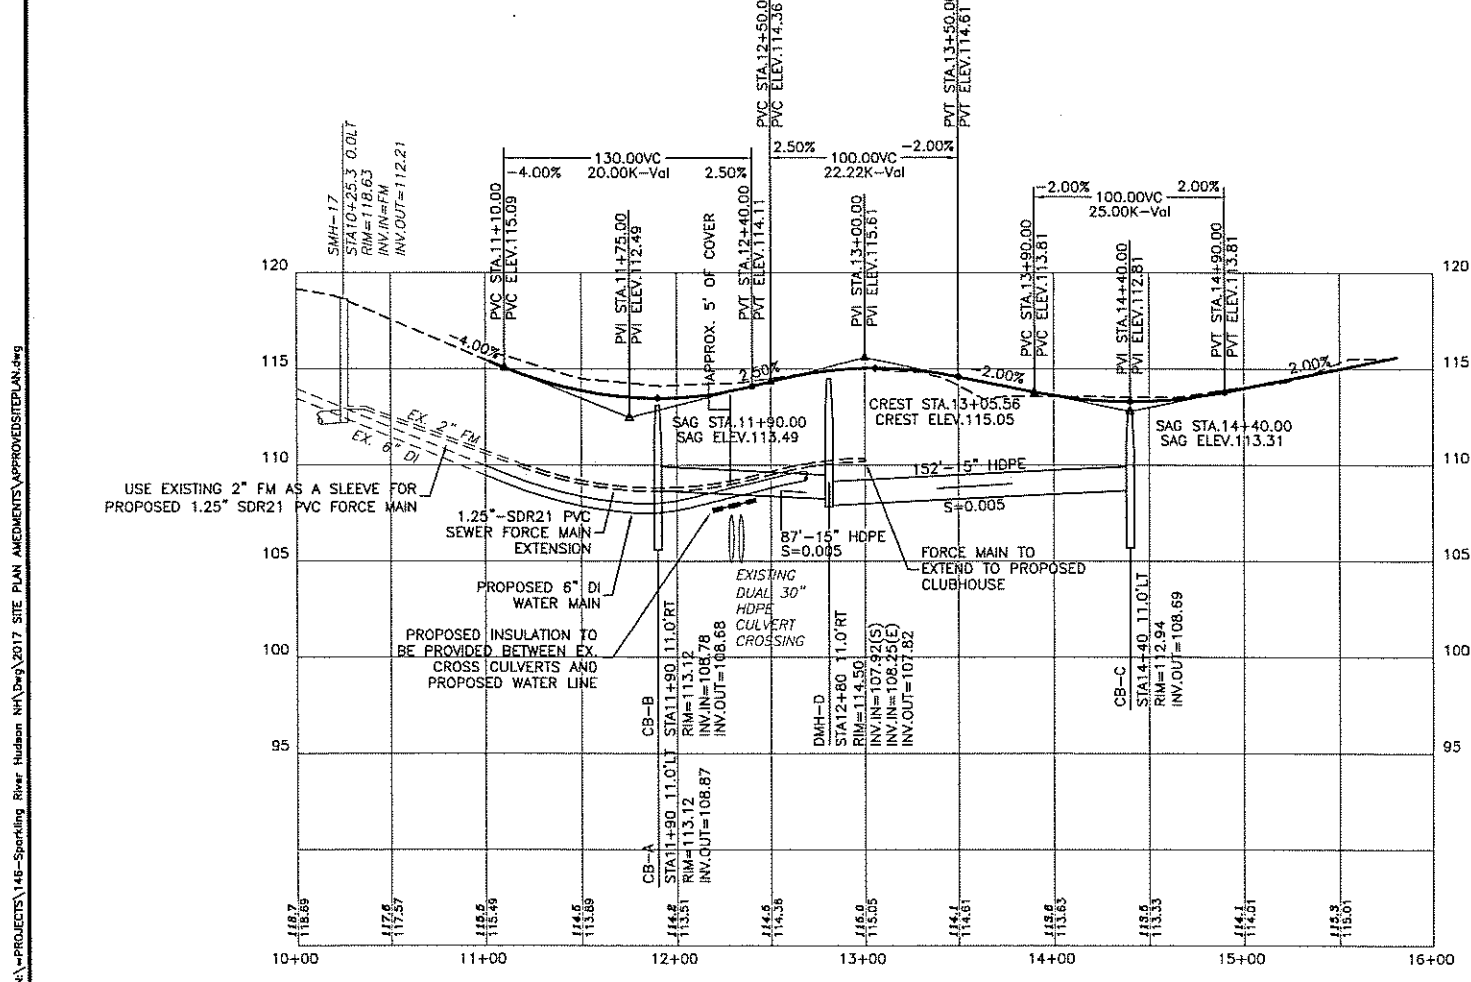 PVC STA.12+50.0
PVC ELEV.114.36
PVT STA.13+50.00
PVT ELEV.114.61
SMH-17
STA10+25.3 0.0LT
RIM=118.63
INV.IN=FM
INV.OUT=112.21
130.00VC
-4.00% 20.00K-Val 2.50%
2.50% 100.00VC -2.00%
22.22K-Val
-2.00% 100.00VC 2.00%
25.00K-Val
PVC STA.11+10.00
PVC ELEV.115.09
PVI STA.11+75.00
PVI ELEV.112.49
APPROX. 5' OF COVER
PVT STA.12+40.00
PVT ELEV.114.11
PVI STA.13+00.00
PVI ELEV.115.61
PVC STA.13+90.00
PVC ELEV.113.81
PVI STA.14+40.00
PVI ELEV.112.81
PVT STA.14+90.00
PVT ELEV.113.81
120 120
115 115
110 110
105 105
100 100
95 95
-4.00%
2.50%
-2.00%
2.00%
SAG STA.11+90.00
SAG ELEV.113.49
CREST STA.13+05.56
CREST ELEV.115.05
SAG STA.14+40.00
SAG ELEV.113.31
EX. 2" FM
EX. 6" DI
USE EXISTING 2" FM AS A SLEEVE FOR
PROPOSED 1.25" SDR21 PVC FORCE MAIN
152'-15" HDPE
S=0.005
1.25"-SDR21 PVC
SEWER FORCE MAIN
EXTENSION
87'-15" HDPE
S=0.005
FORCE MAIN TO
EXTEND TO PROPOSED
CLUBHOUSE
PROPOSED 6" DI
WATER MAIN
EXISTING
DUAL 30"
HDPE
CULVERT
CROSSING
PROPOSED INSULATION TO
BE PROVIDED BETWEEN EX.
CROSS CULVERTS AND
PROPOSED WATER LINE
CB-B
STA11+90 11.0'RT
RIM=113.12
INV.IN=108.78
INV.OUT=108.68
CB-A
STA11+90 11.0'LT
RIM=113.12
INV.OUT=108.87
DMH-D
STA12+80 11.0'RT
RIM=114.50
INV.IN=107.92(S)
INV.IN=108.25(E)
INV.OUT=107.82
CB-C
STA14+40 11.0'LT
RIM=112.94
INV.OUT=108.69
118.7
118.69
117.57
115.49
113.89
114.2
113.51
114.36
115.0
115.05
114.1
114.61
113.63
113.33
114.1
114.01
115.3
115.01
10+00 11+00 12+00 13+00 14+00 15+00 16+00
PROJECTS\146-Sparkling River Hudson NH\Dwg\2017 SITE PLAN AMEDMENTS\APPROVEDSITEPLAN.dwg